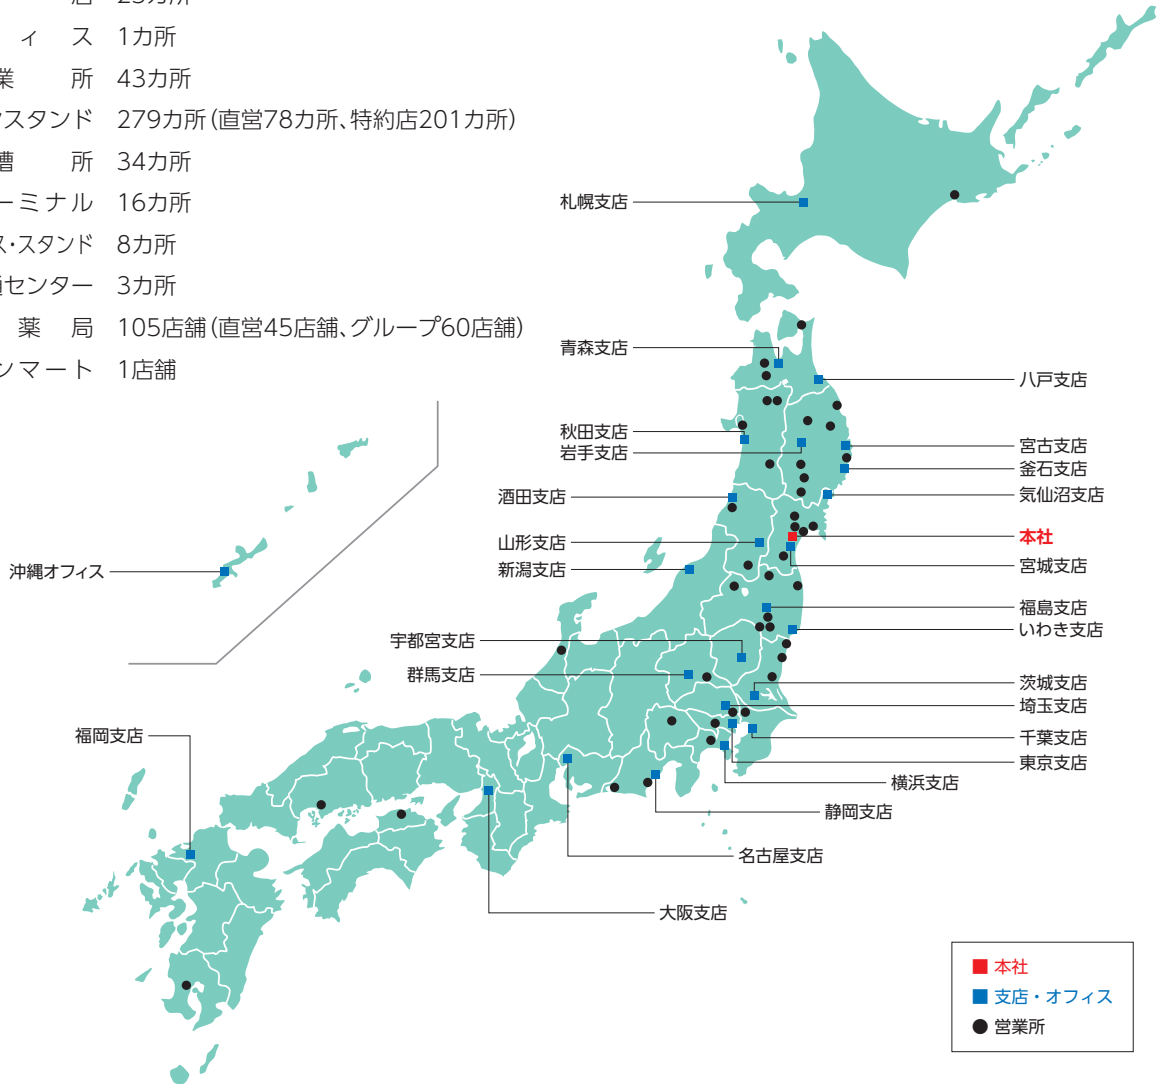 店 25カ所
ィス 1カ所
業所 43カ所
スタンド 279カ所（直営78カ所、特約店201カ所）
槽所 34カ所
ーミナル 16カ所
ス・スタンド 8カ所
センター 3カ所
薬局 105店舗（直営45店舗、グループ60店舗）
ンマート 1店舗
札幌支店
青森支店
八戸支店
秋田支店
岩手支店
宮古支店
釜石支店
酒田支店
気仙沼支店
本社
山形支店
宮城支店
新潟支店
沖縄オフィス
福島支店
いわき支店
宇都宮支店
群馬支店
茨城支店
埼玉支店
福岡支店
千葉支店
東京支店
横浜支店
静岡支店
名古屋支店
大阪支店
本社
支店・オフィス
営業所